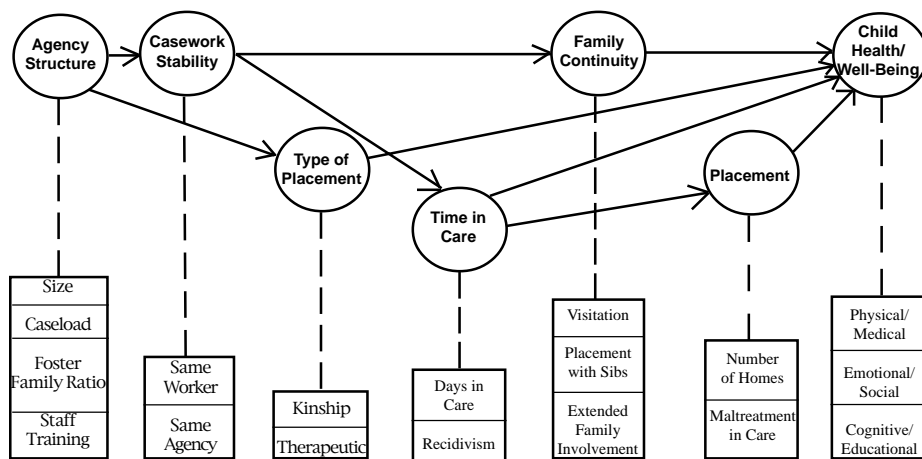 Agency
Structure
Casework
Stability
Family
Continuity
Child
Health/
Well-Being
Type of
Placement
Placement
Time in
Care
Size
Caseload
Foster
Family Ratio
Staff
Training
Same
Worker
Same
Agency
Kinship
Therapeutic
Days in
Care
Recidivism
Visitation
Placement
with Sibs
Extended
Family
Involvement
Number
of Homes
Maltreatment
in Care
Physical/
Medical
Emotional/
Social
Cognitive/
Educational